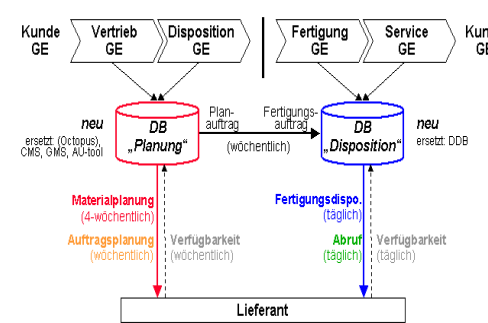 Kunde
GE
Vertrieb
GE
Disposition
GE
Fertigung
GE
Service
GE
Kun
GE
neu
ersetzt: (Octopus),
CMS, GMS, AU-tool
DB
„Planung“
Plan-
auftrag
Fertigungs-
auftrag
(wöchentlich)
DB
„Disposition“
neu
ersetzt: DDB
Materialplanung
(4-wöchentlich)
Auftragsplanung
(wöchentlich)
Verfügbarkeit
(wöchentlich)
Fertigungsdispo.
(täglich)
Abruf
(täglich)
Verfügbarkeit
(täglich)
Lieferant